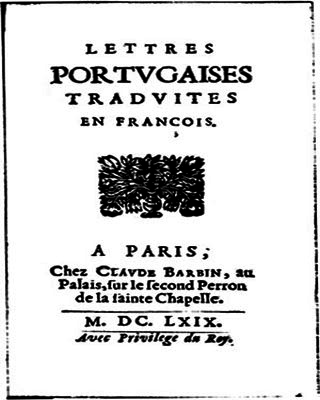 LETTRES
PORTVGAISES
TRADVITES
EN FRANCOIS.
A PARIS,
Chez CLAVDE BARBIN, au
Palais, ſur le ſecond Perron
de la ſainte Chapelle.
M. DC. LXIX.
Avec Privilege du Roy.